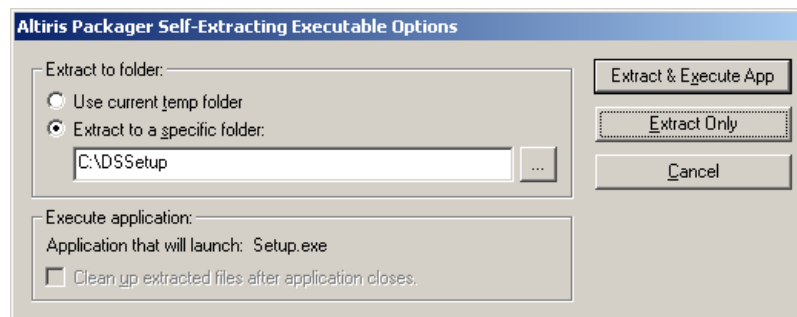 Altiris Packager Self-Extracting Executable Options
Extract to folder:
Use current temp folder
Extract to a specific folder:
C:\DSSetup
...
Extract & Execute App
Extract Only
Cancel
Execute application:
Application that will launch: Setup.exe
Clean up extracted files after application closes.